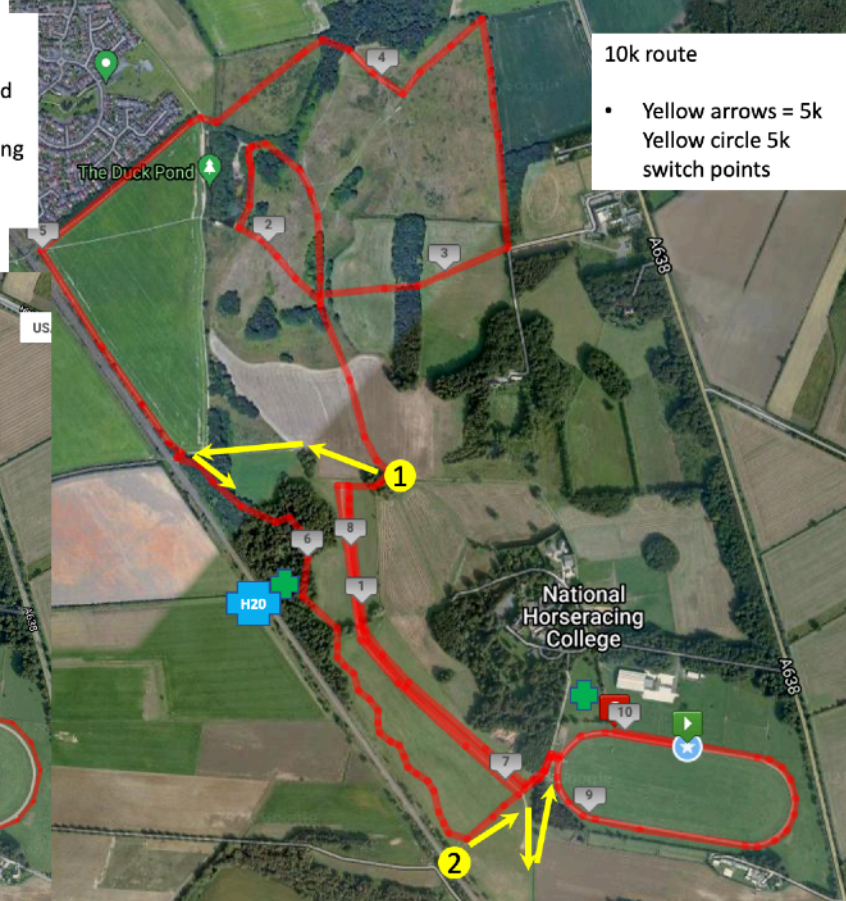 d
ng
10k route
• Yellow arrows = 5k
Yellow circle 5k
switch points
4
The Duck Pond
2
5
3
A638
US
1
8
6
1
H20
National
Horseracing
College
A638
A638
10
7
9
2